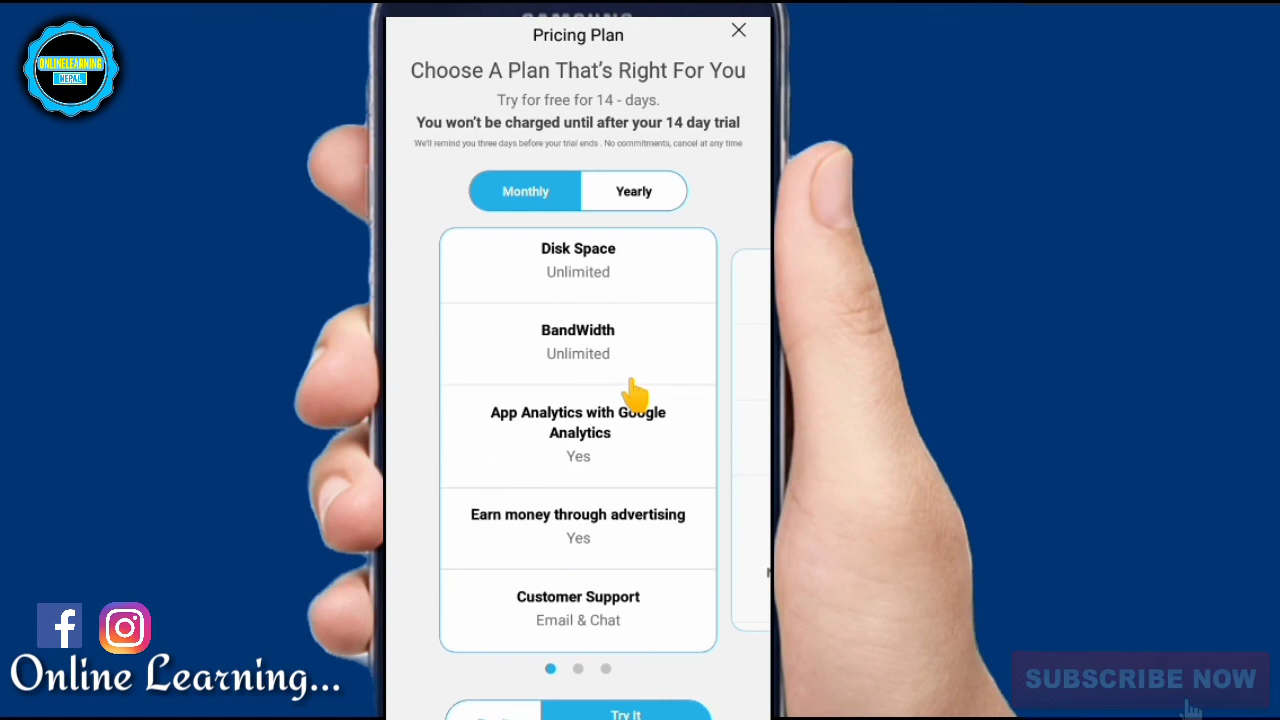 SAMSUNG
ONLINELEARNING
NEPAL
Pricing Plan
Choose A Plan That's Right For You
Try for free for 14 - days.
You won't be charged until after your 14 day trial
We'll remind you three days before your trial ends . No commitments, cancel at any time
Monthly
Yearly
Disk Space
Unlimited
BandWidth
Unlimited
App Analytics with Google
Analytics
Yes
Earn money through advertising
Yes
Customer Support
Email & Chat
Try It
Online Learning...
SUBSCRIBE NOW